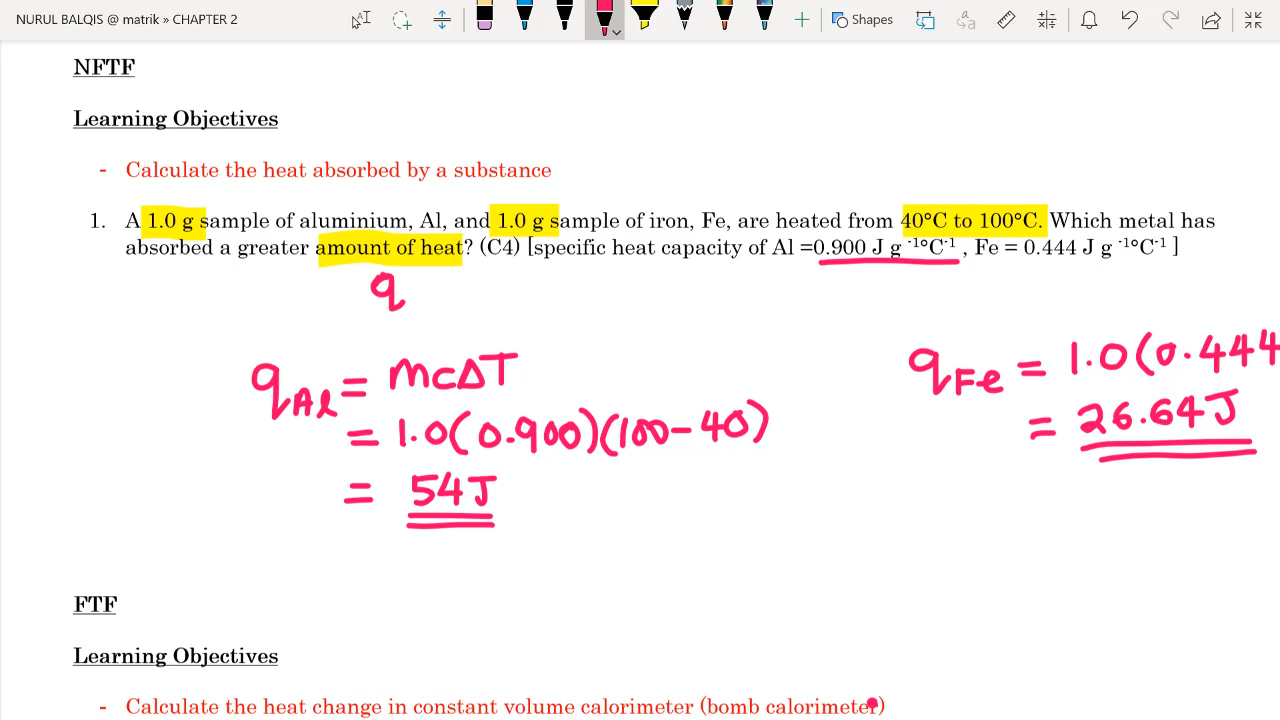 NURUL BALQIS @ matrik » CHAPTER 2
Shapes
NFTF
Learning Objectives
- Calculate the heat absorbed by a substance
1. A 1.0 g sample of aluminium, Al, and 1.0 g sample of iron, Fe, are heated from 40°C to 100°C. Which metal has
absorbed a greater amount of heat? (C4) [specific heat capacity of Al =0.900 J g ⁻¹°C⁻¹ , Fe = 0.444 J g ⁻¹°C⁻¹ ]
q
qAl = mcΔT
= 1.0(0.900)(100-40)
= 54J
qFe = 1.0(0.444
= 26.64J
FTF
Learning Objectives
- Calculate the heat change in constant volume calorimeter (bomb calorimeter)